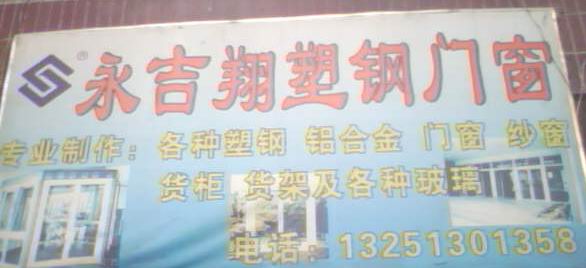 ® 永吉翔塑钢门窗
专业制作：各种塑钢 铝合金 门窗 纱窗
货柜 货架及各种玻璃
电话：13251301358